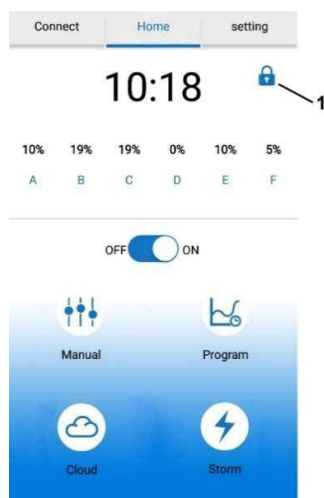 Connect Home setting
10:18
1
10% 19% 19% 0% 10% 5%
A B C D E F
OFF ON
Manual Program
Cloud Storm